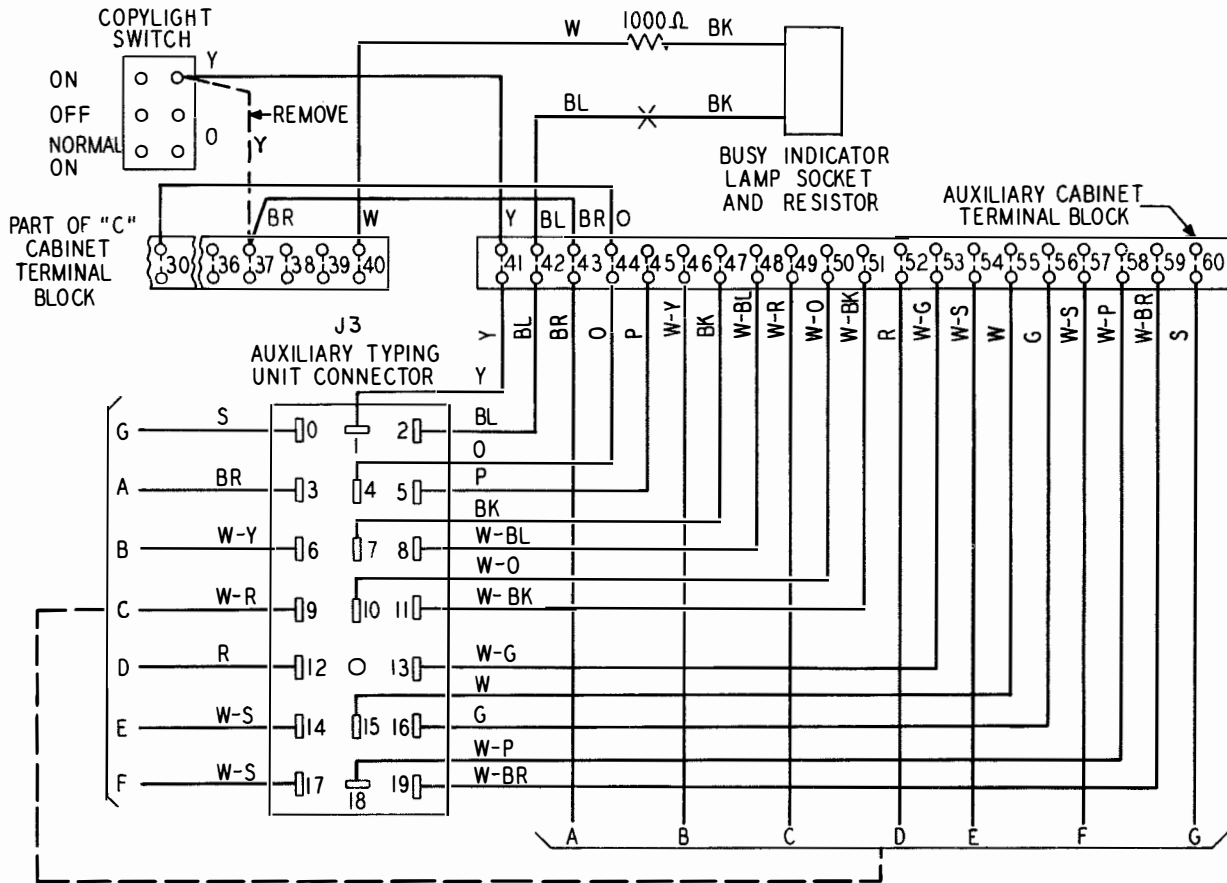 COPYLIGHT
SWITCH
Y
W
1000Ω
BK
ON
OFF
NORMAL
ON
O
REMOVE
Y
BL
BK
BUSY INDICATOR
LAMP SOCKET
AND RESISTOR
AUXILIARY CABINET
TERMINAL BLOCK
PART OF "C"
CABINET
TERMINAL
BLOCK
BR
W
Y
BL
BR
O
30
36
37
38
39
40
41
42
43
44
45
46
47
48
49
50
51
52
53
54
55
56
57
58
59
60
Y
BL
BR
O
P
W-Y
BK
W-BL
W-R
W-O
W-BK
R
W-G
W-S
W
G
W-S
W-P
W-BR
S
J3
AUXILIARY TYPING
UNIT CONNECTOR
Y
G
S
0
1
2
BL
O
A
BR
3
4
5
P
BK
B
W-Y
6
7
8
W-BL
W-O
C
W-R
9
10
11
W-BK
D
R
12
13
W-G
W
E
W-S
14
15
16
G
W-P
F
W-S
17
18
19
W-BR
A
B
C
D
E
F
G